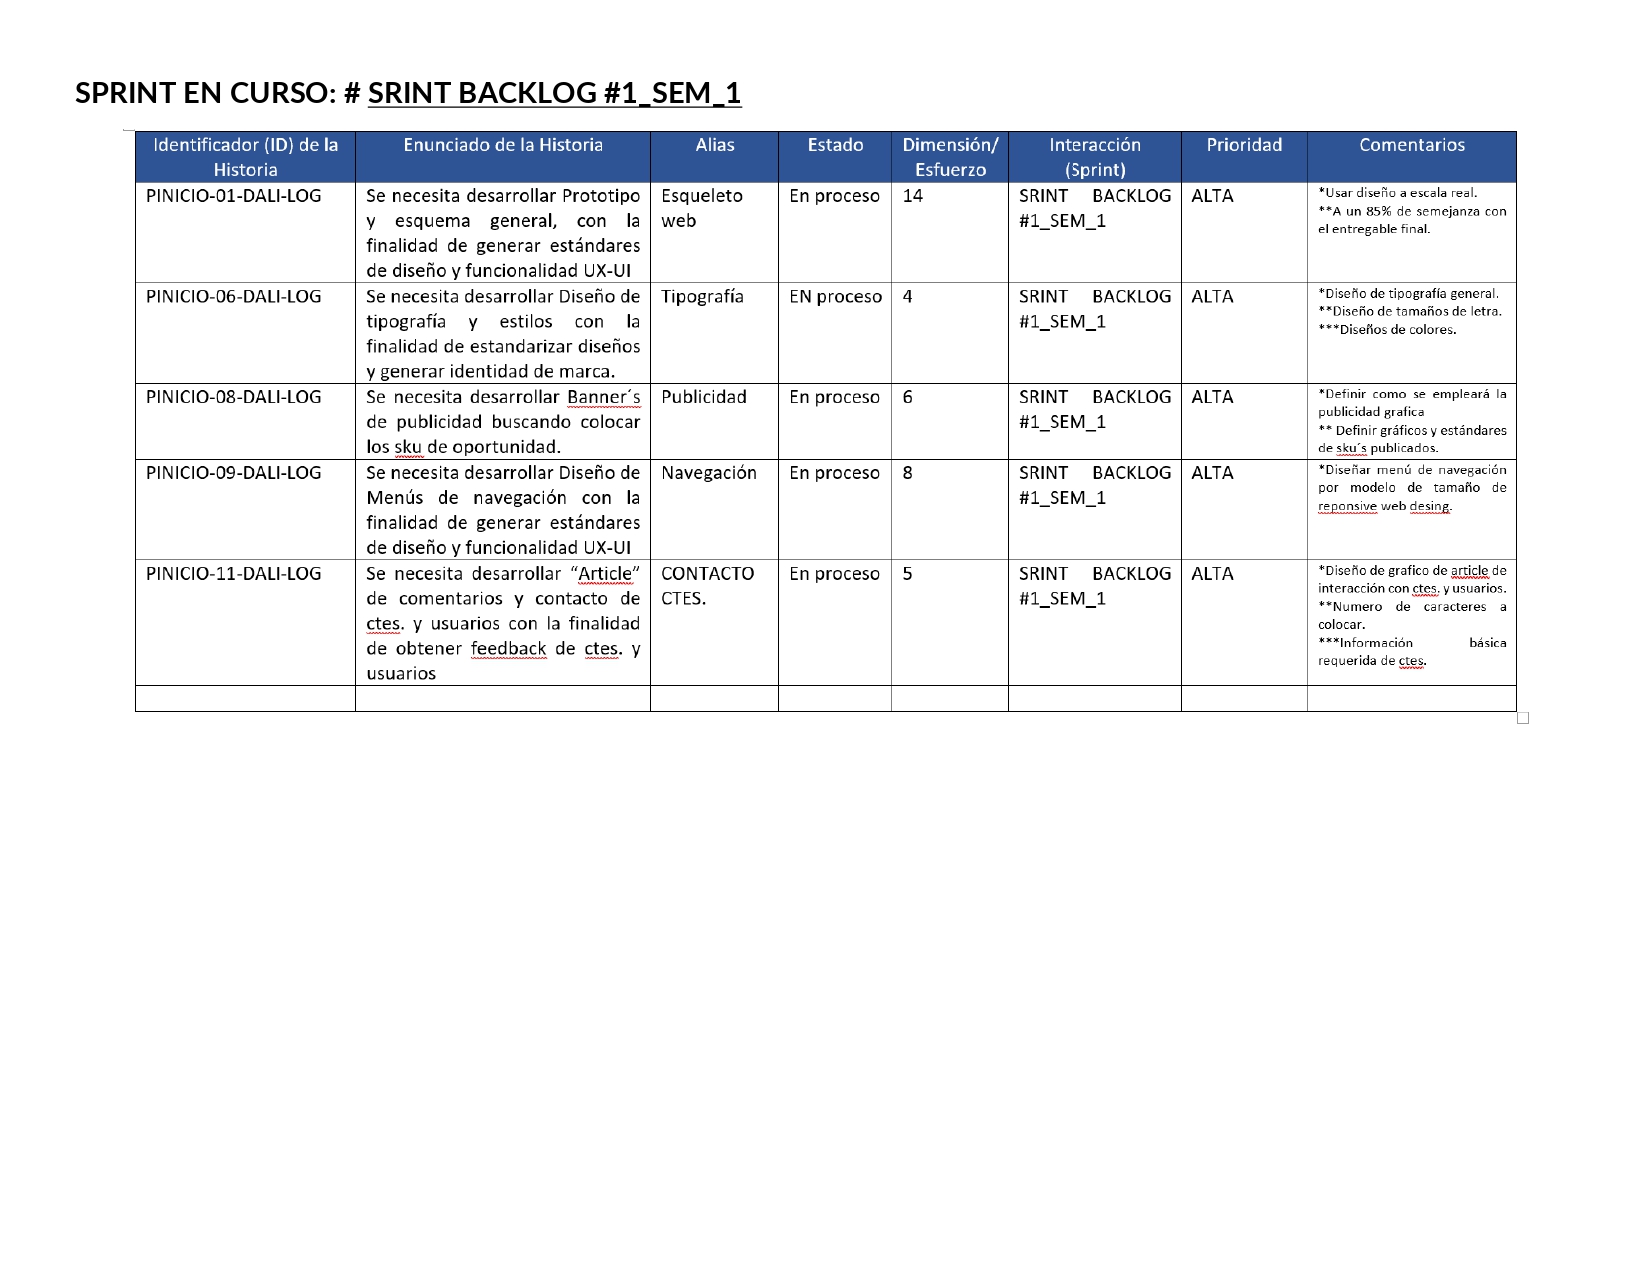 SPRINT EN CURSO: # SRINT BACKLOG #1_SEM_1
Identificador (ID) de la
Historia
Enunciado de la Historia
Alias
Estado
Dimensión/
Esfuerzo
Interacción
(Sprint)
Prioridad
Comentarios
PINICIO-01-DALI-LOG
Se necesita desarrollar Prototipo
y esquema general, con la
finalidad de generar estándares
de diseño y funcionalidad UX-UI
Esqueleto
web
En proceso
14
SRINT BACKLOG
#1_SEM_1
ALTA
*Usar diseño a escala real.
**A un 85% de semejanza con
el entregable final.
PINICIO-06-DALI-LOG
Se necesita desarrollar Diseño de
tipografía y estilos con la
finalidad de estandarizar diseños
y generar identidad de marca.
Tipografía
EN proceso
4
SRINT BACKLOG
#1_SEM_1
ALTA
*Diseño de tipografía general.
**Diseño de tamaños de letra.
***Diseños de colores.
PINICIO-08-DALI-LOG
Se necesita desarrollar Banner´s
de publicidad buscando colocar
los sku de oportunidad.
Publicidad
En proceso
6
SRINT BACKLOG
#1_SEM_1
ALTA
*Definir como se empleará la
publicidad grafica
** Definir gráficos y estándares
de sku´s publicados.
PINICIO-09-DALI-LOG
Se necesita desarrollar Diseño de
Menús de navegación con la
finalidad de generar estándares
de diseño y funcionalidad UX-UI
Navegación
En proceso
8
SRINT BACKLOG
#1_SEM_1
ALTA
*Diseñar menú de navegación
por modelo de tamaño de
reponsive web desing.
PINICIO-11-DALI-LOG
Se necesita desarrollar “Article”
de comentarios y contacto de
ctes. y usuarios con la finalidad
de obtener feedback de ctes. y
usuarios
CONTACTO
CTES.
En proceso
5
SRINT BACKLOG
#1_SEM_1
ALTA
*Diseño de grafico de article de
interacción con ctes. y usuarios.
**Numero de caracteres a
colocar.
***Información básica
requerida de ctes.